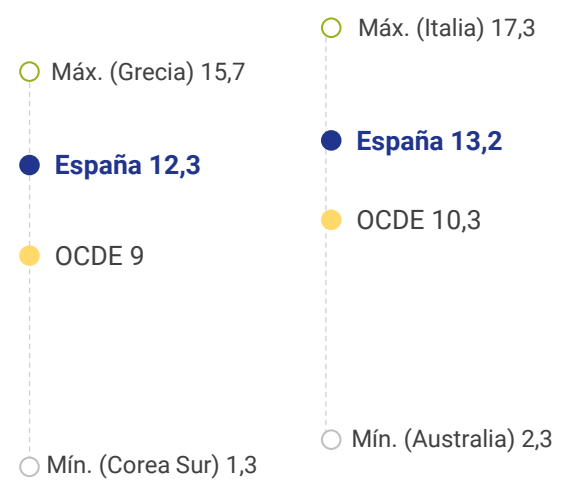 Máx. (Grecia) 15,7
España 12,3
OCDE 9
Mín. (Corea Sur) 1,3
Máx. (Italia) 17,3
España 13,2
OCDE 10,3
Mín. (Australia) 2,3